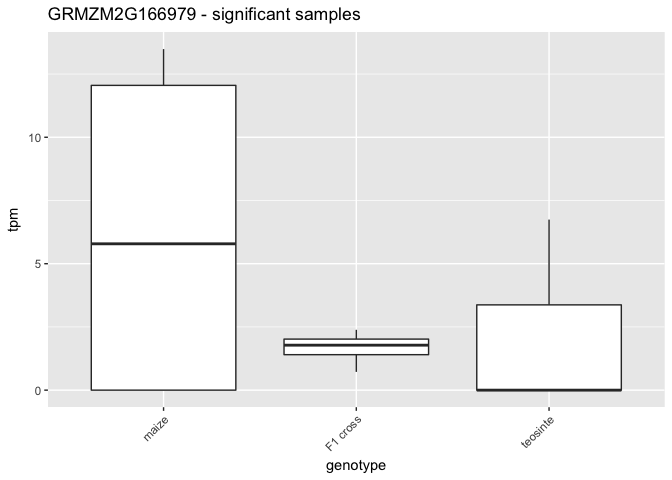 GRMZM2G166979 - significant samples
tpm
10
5
0
maize
F1 cross
teosinte
genotype